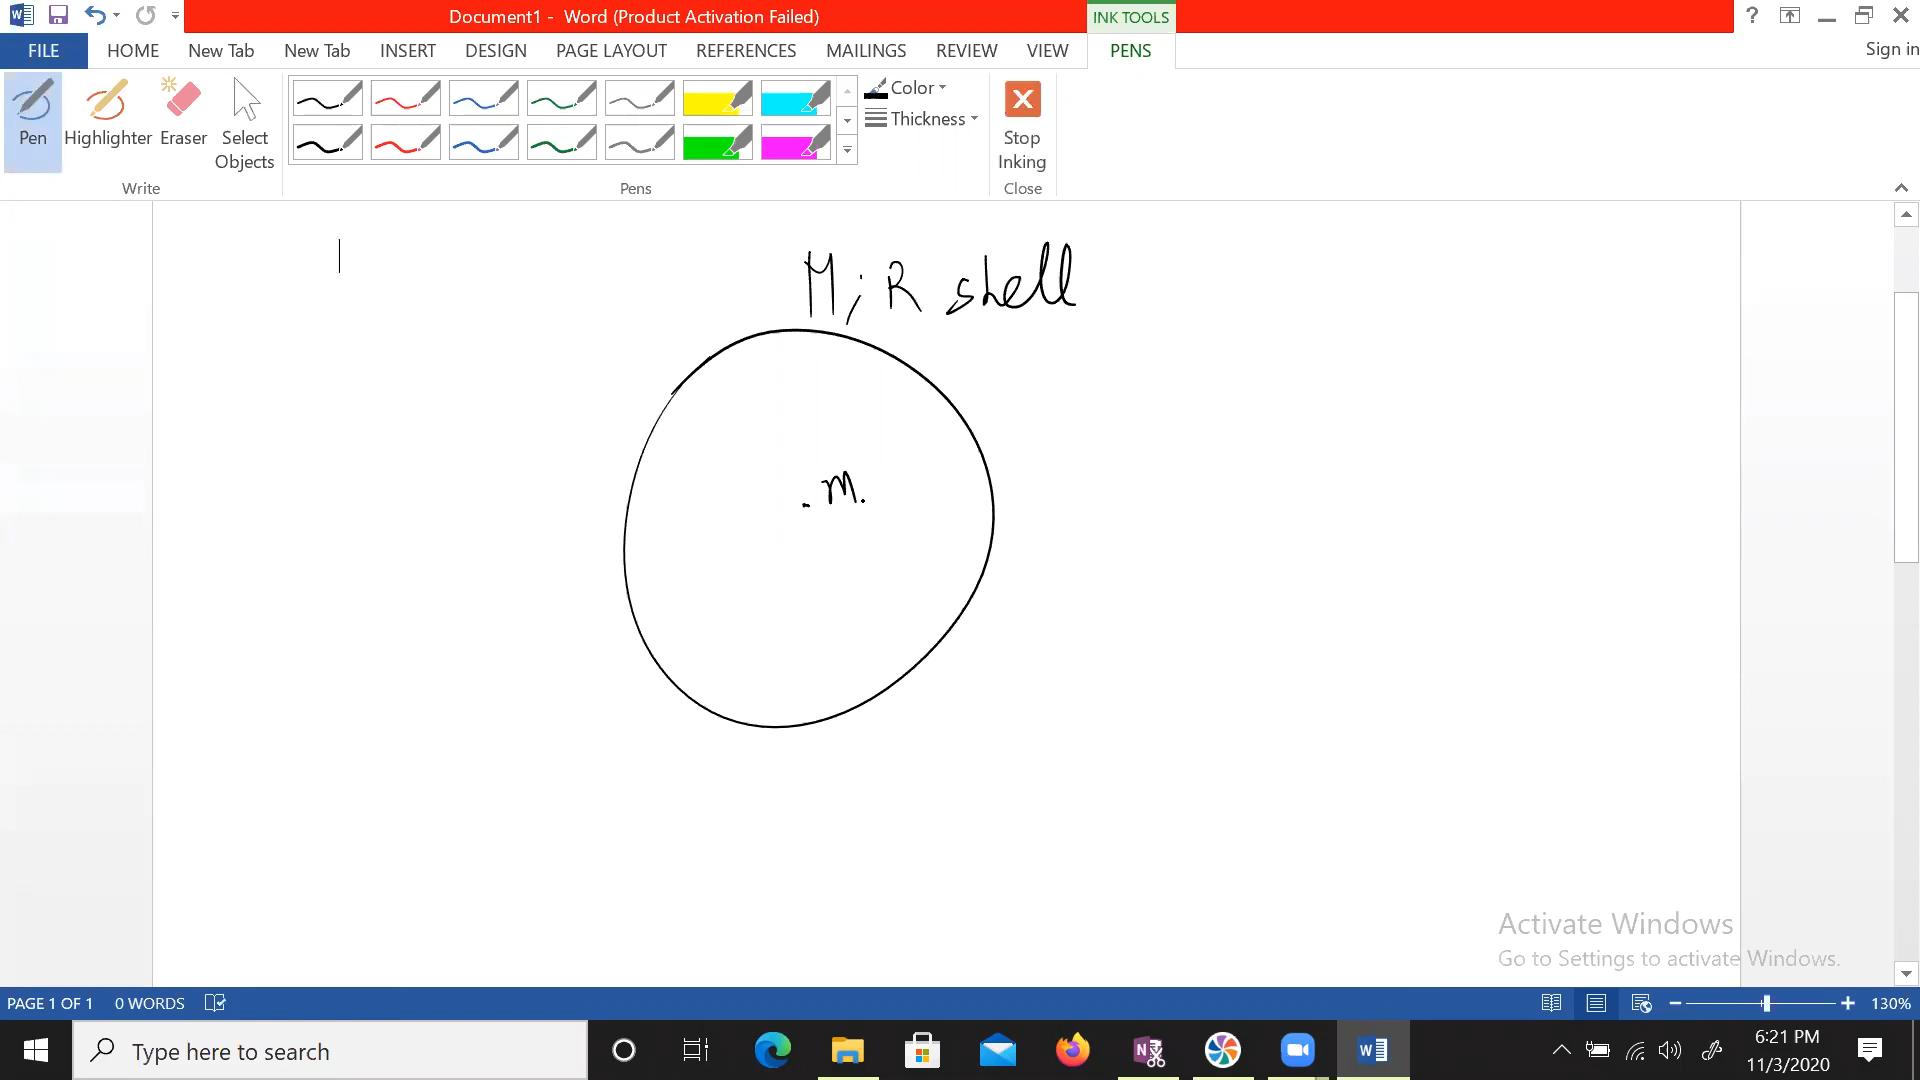 Document1 - Word (Product Activation Failed)
INK TOOLS
?
FILE HOME New Tab New Tab INSERT DESIGN PAGE LAYOUT REFERENCES MAILINGS REVIEW VIEW PENS Sign in
Pen Highlighter Eraser Select Objects
Color
Thickness
Stop Inking
Write Pens Close
M; R shell
. m.
Activate Windows
Go to Settings to activate Windows.
PAGE 1 OF 1 0 WORDS 130%
Type here to search
6:21 PM
11/3/2020